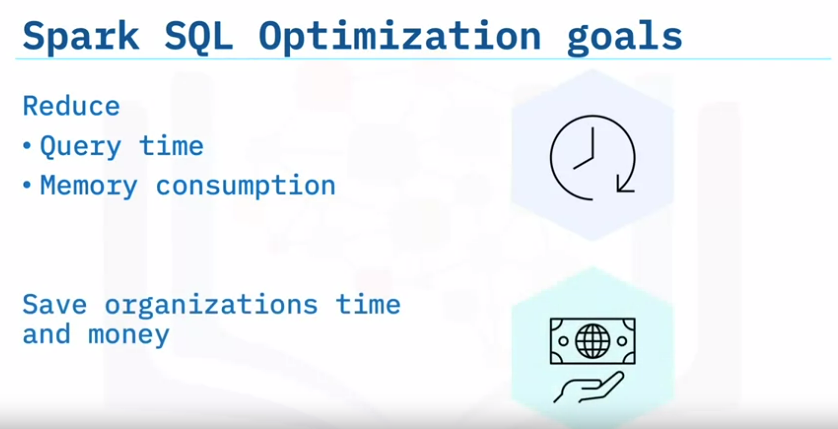 Spark SQL Optimization goals
Reduce
• Query time
• Memory consumption
Save organizations time
and money